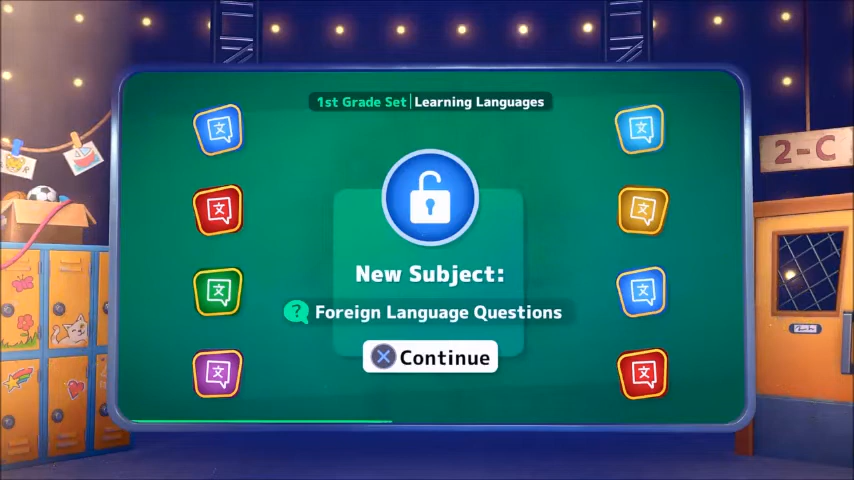 1st Grade Set | Learning Languages
2-C
New Subject:
? Foreign Language Questions
Continue